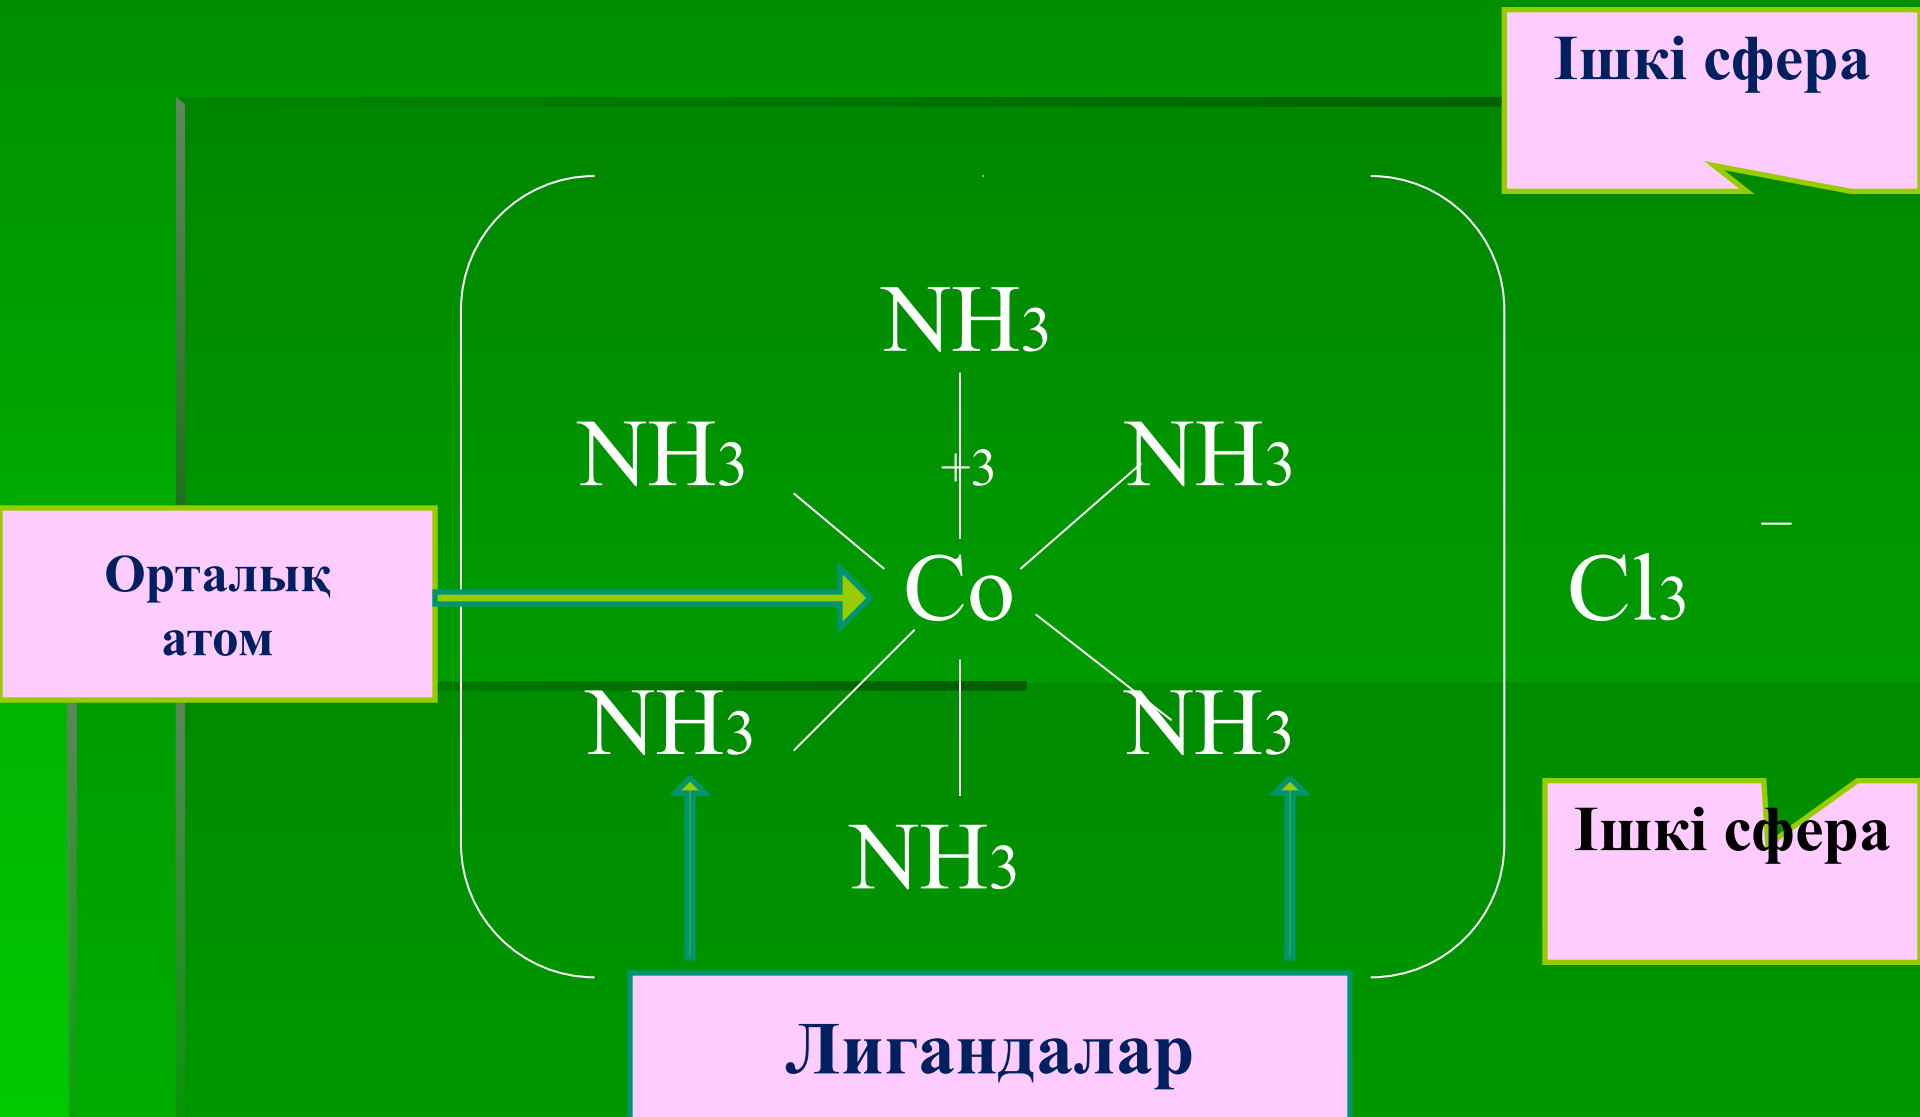 Ішкі сфера
NH3
NH3 +3 NH3
Орталық
атом
Co
Cl3
–
NH3 NH3
NH3
Ішкі сфера
Лигандалар